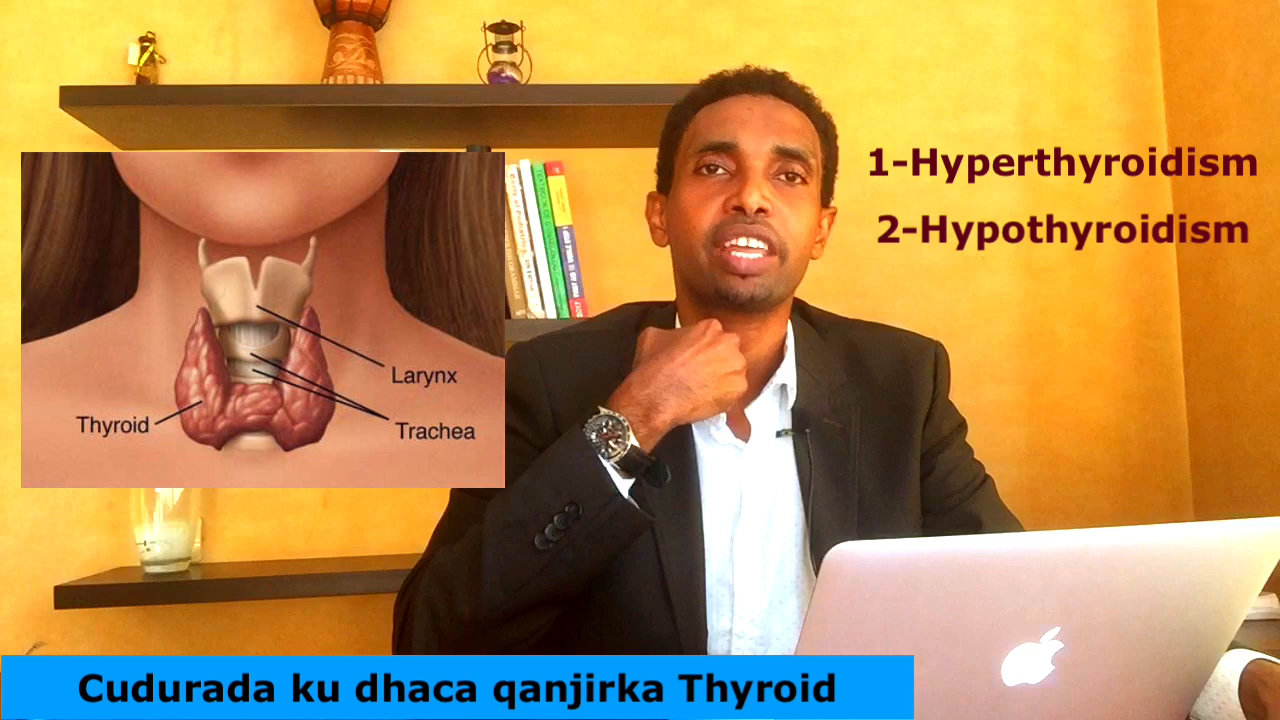 1-Hyperthyroidism
2-Hypothyroidism
Larynx
Thyroid
Trachea
Cudurada ku dhaca qanjirka Thyroid